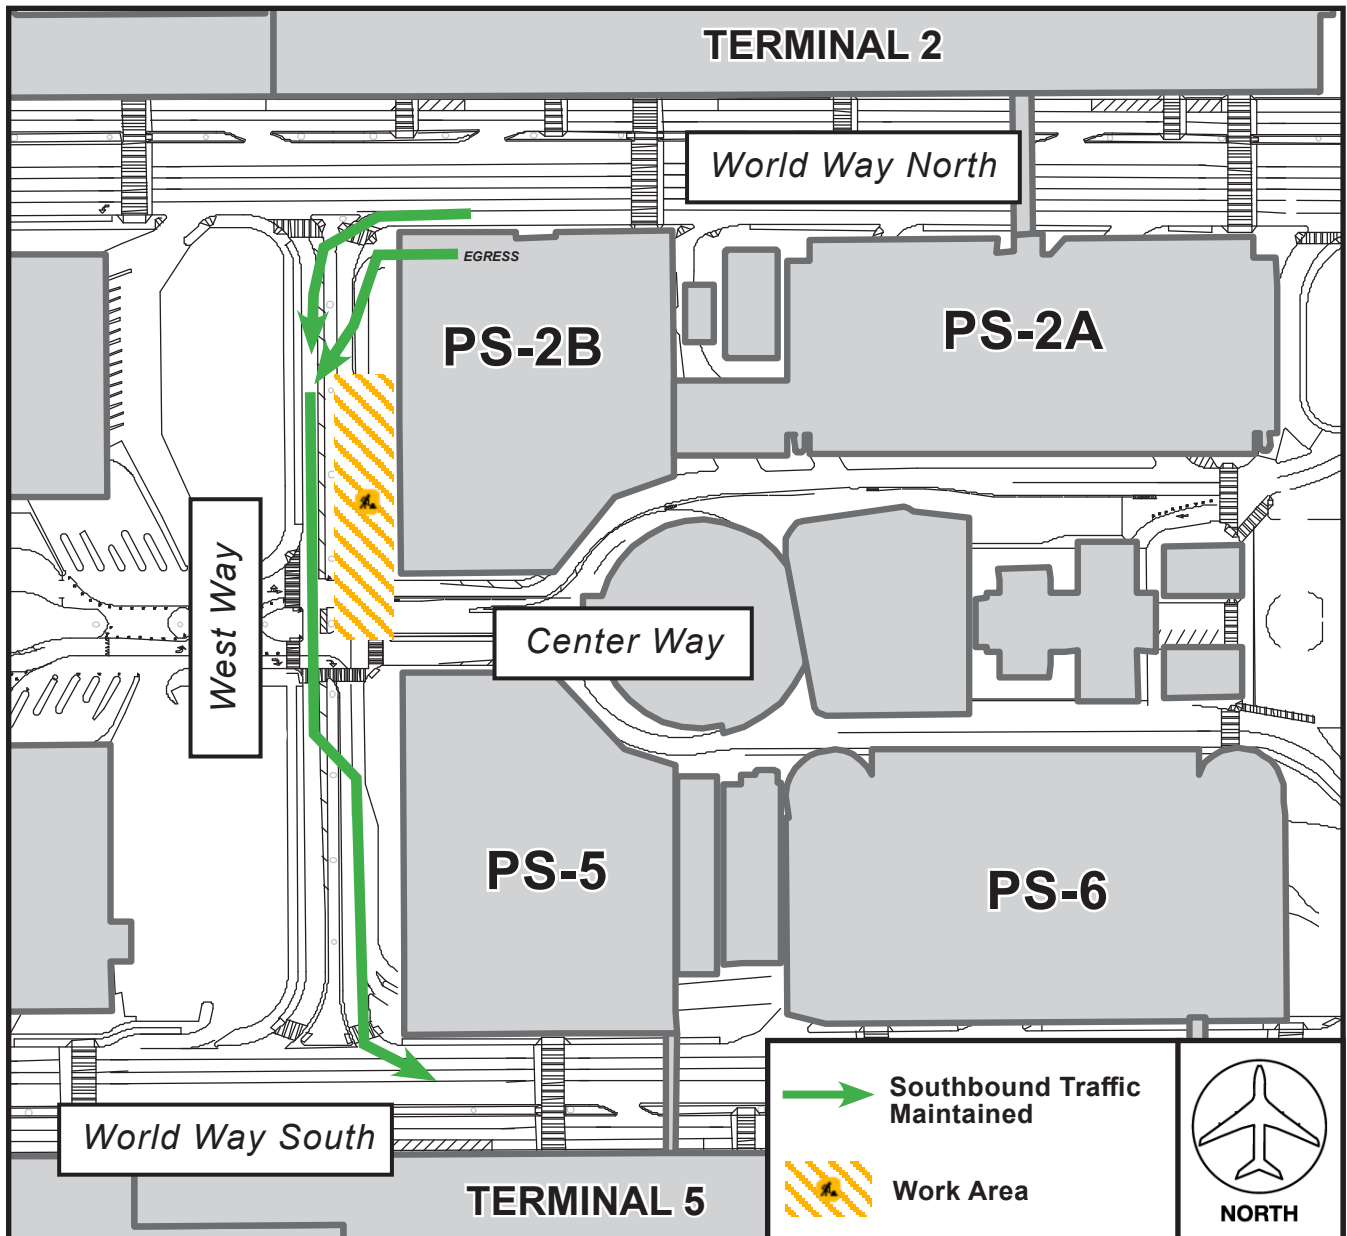 TERMINAL 2
World Way North
EGRESS
PS-2B
PS-2A
West Way
Center Way
PS-5
PS-6
World Way South
TERMINAL 5
Southbound Traffic
Maintained
Work Area
NORTH